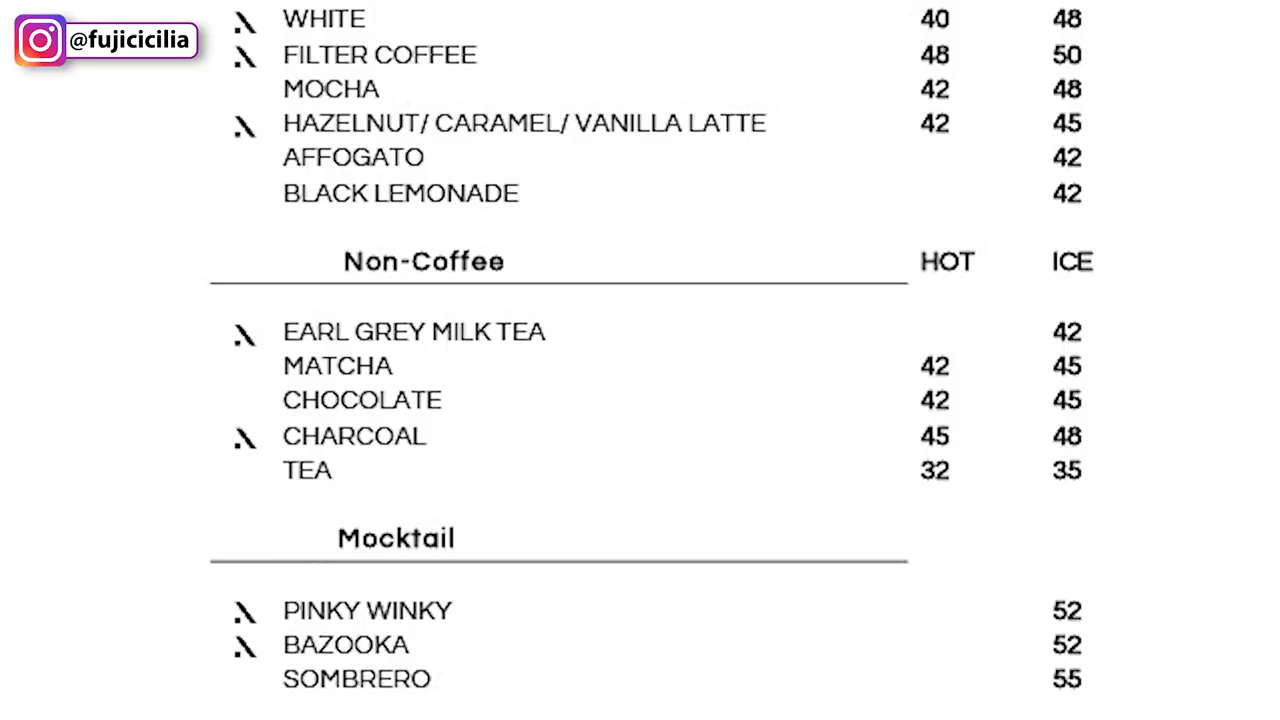 @fujicicilia
WHITE 40 48
FILTER COFFEE 48 50
MOCHA 42 48
HAZELNUT/ CARAMEL/ VANILLA LATTE 42 45
AFFOGATO 42
BLACK LEMONADE 42
Non-Coffee HOT ICE
EARL GREY MILK TEA 42
MATCHA 42 45
CHOCOLATE 42 45
CHARCOAL 45 48
TEA 32 35
Mocktail
PINKY WINKY 52
BAZOOKA 52
SOMBRERO 55